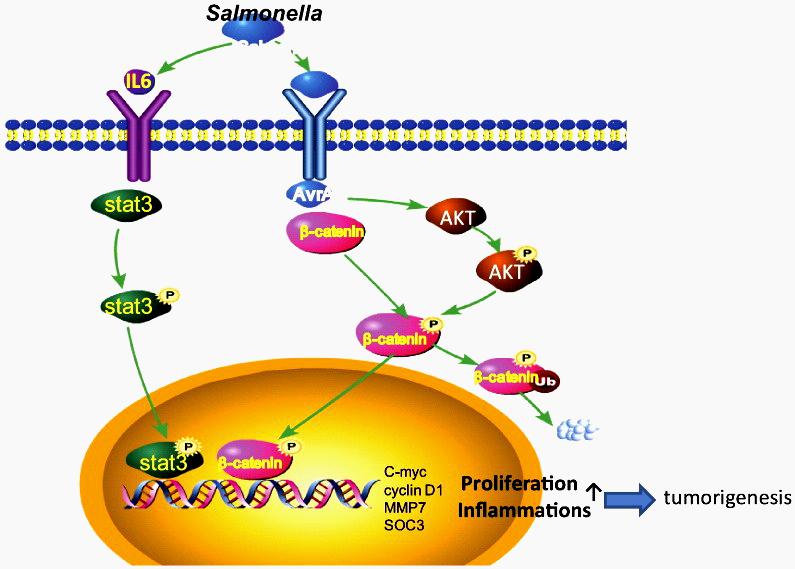 Salmonella
IL6
stat3
AvrA
β-catenin
AKT
P
AKT
stat3
P
β-catenin
P
β-catenin
P
Ub
stat3
P
β-catenin
P
C-myc
cyclin D1
MMP7
SOC3
Proliferation
Inflammations
tumorigenesis